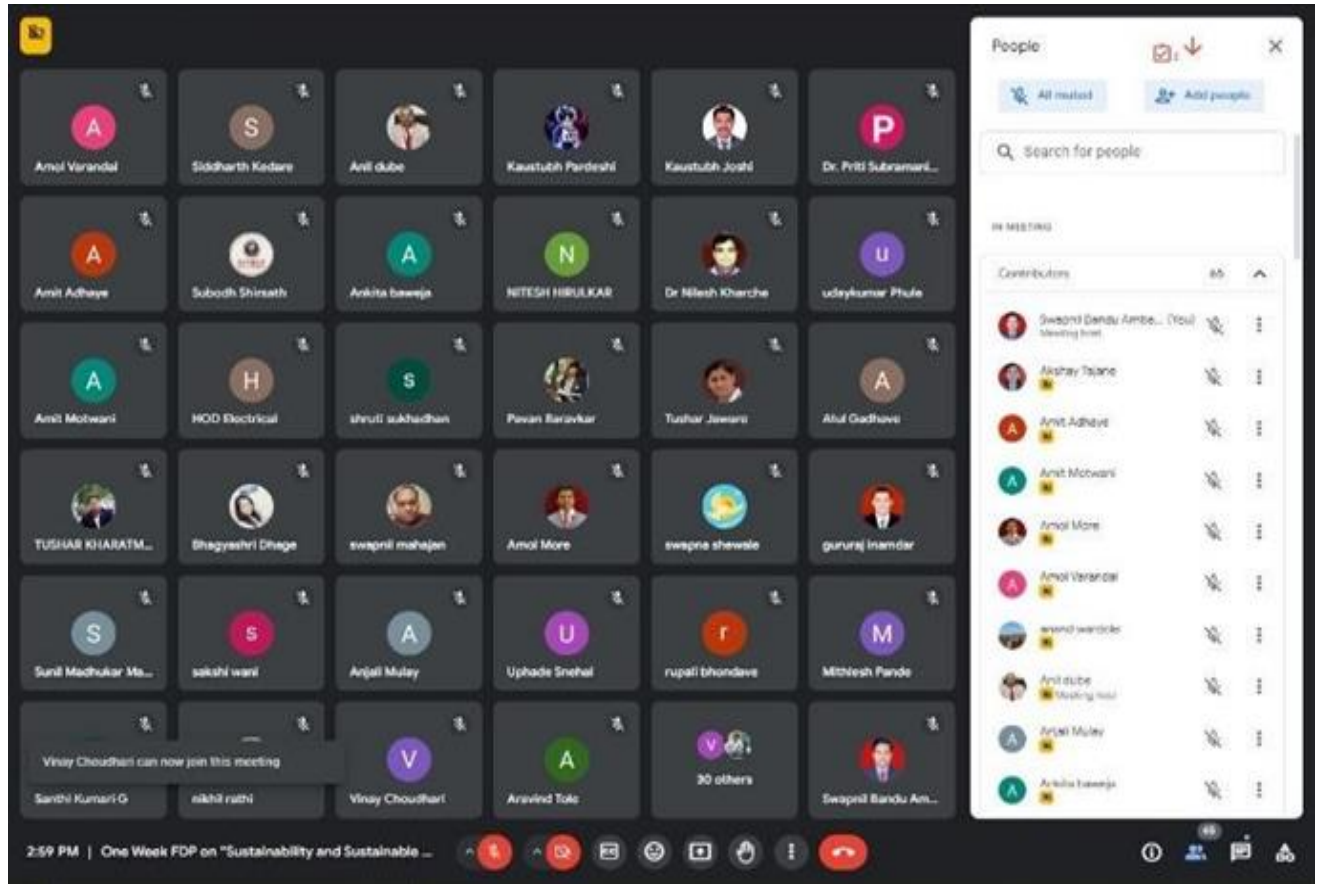 A
S
P
Amol Varandal
Siddharth Kedare
Anil dube
Kaustubh Pardeshi
Kaustubh Joshi
Dr. Priti Subramani...
A
A
N
u
Amit Adhaye
Subodh Shirsath
Ankita baweja
NITESH HIRULKAR
Dr Nilesh Kharche
udaykumar Phule
A
H
s
A
Amit Motwani
HOD Electrical
shruti sukhadhan
Pavan Baravkar
Tushar Jaware
Atul Gadhave
TUSHAR KHARATM...
Bhagyashri Dhage
swapnil mahajan
Amol More
swapna shewale
gururaj inamdar
S
s
A
U
r
M
Sunil Madhukar Ma...
sakshi wani
Anjali Mulay
Uphade Snehal
rupali bhondave
Mithlesh Pande
Vinay Choudhari can now join this meeting
V
A
V
30 others
Santhi Kumari G
nikhil rathi
Vinay Choudhari
Aravind Tole
Swapnil Bandu Am...
2:59 PM | One Week FDP on "Sustainability and Sustainable ...
People
All muted
Add people
Search for people
IN MEETING
Contributors 65
Swapnil Bandu Ambe... (You)
Meeting host
Akshay Tajane
A
Amit Adhaye
A
Amit Motwani
Amol More
A
Amol Varandal
anand wardole
Anil dube
Meeting host
A
Anjali Mulay
A
Ankita baweja
65